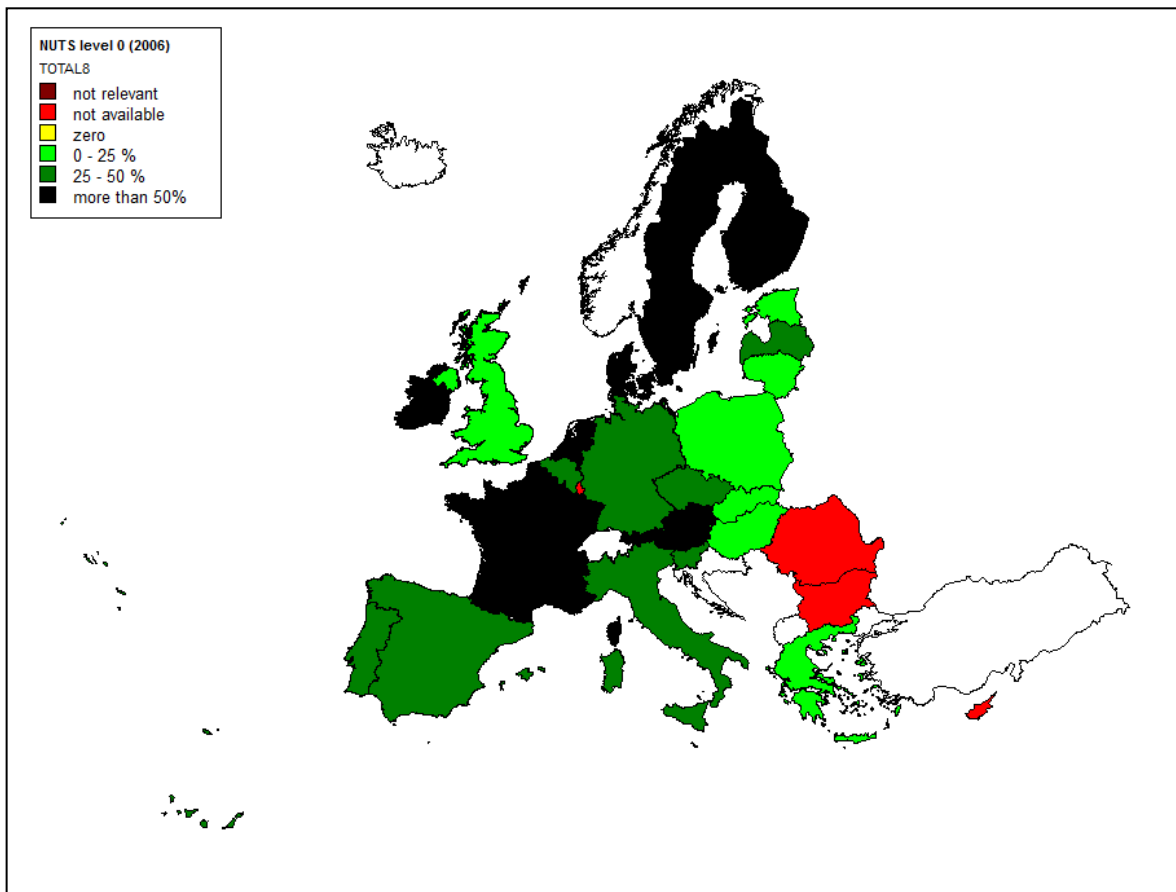 NUTS level 0 (2006)
TOTAL8
not relevant
not available
zero
0 - 25 %
25 - 50 %
more than 50%